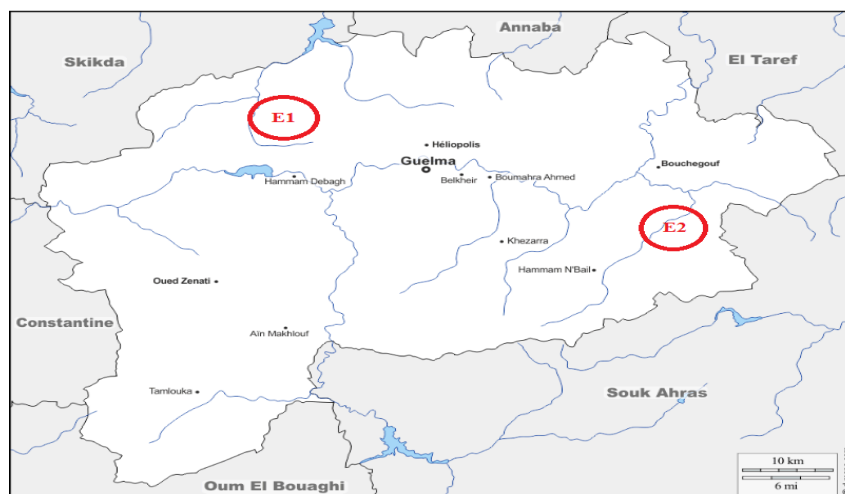 Annaba
Skikda
El Taref
E1
Héliopolis
Guelma
Bouchegouf
Hammam Debagh
Belkheir
Boumahra Ahmed
E2
Khezarra
Hammam N'Bail
Oued Zenati
Constantine
Aïn Makhlouf
Tamlouka
Souk Ahras
10 km
6 mi
Oum El Bouaghi